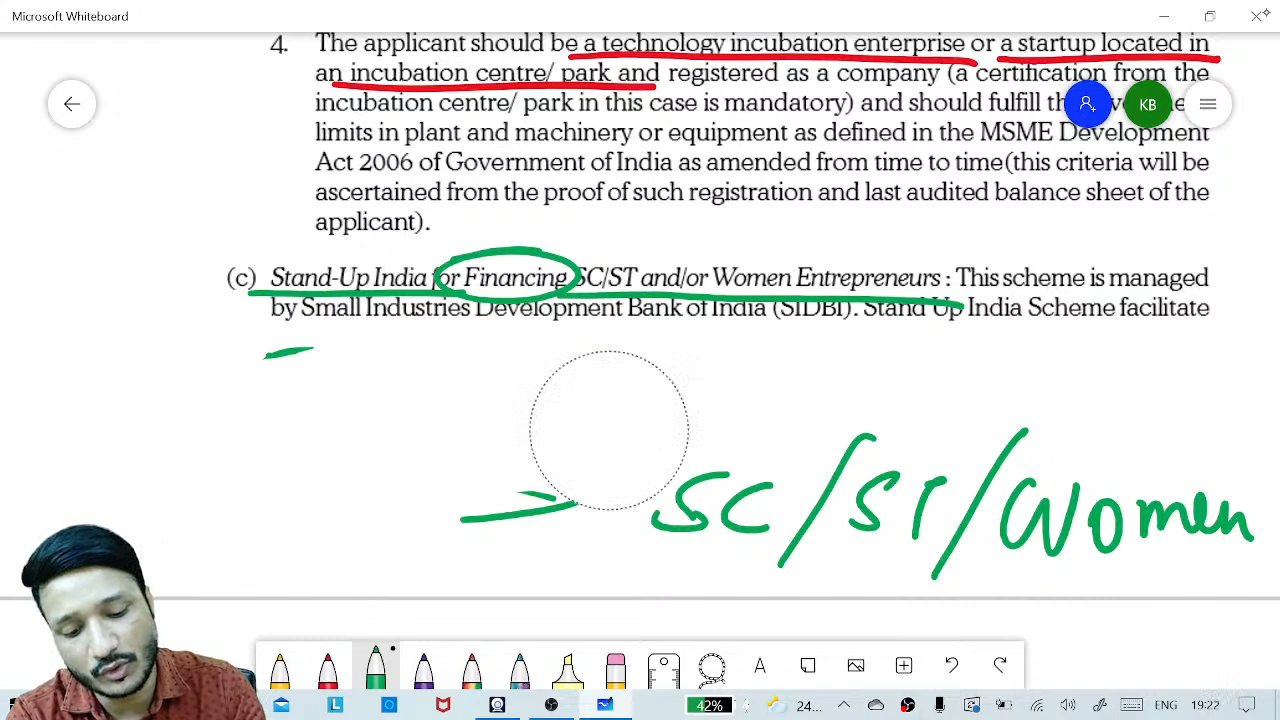 Microsoft Whiteboard
4. The applicant should be a technology incubation enterprise or a startup located in
an incubation centre/ park and registered as a company (a certification from the
KB
incubation centre/ park in this case is mandatory) and should fulfill
limits in plant and machinery or equipment as defined in the MSME Development
Act 2006 of Government of India as amended from time to time(this criteria will be
ascertained from the proof of such registration and last audited balance sheet of the
applicant).
(c) Stand-Up India for Financing SC/ST and/or Women Entrepreneurs : This scheme is managed
by Small Industries Development Bank of India (SIDBI). Stand Up India Scheme facilitate
SC/ST/Women
42% 24... ENG 19:22